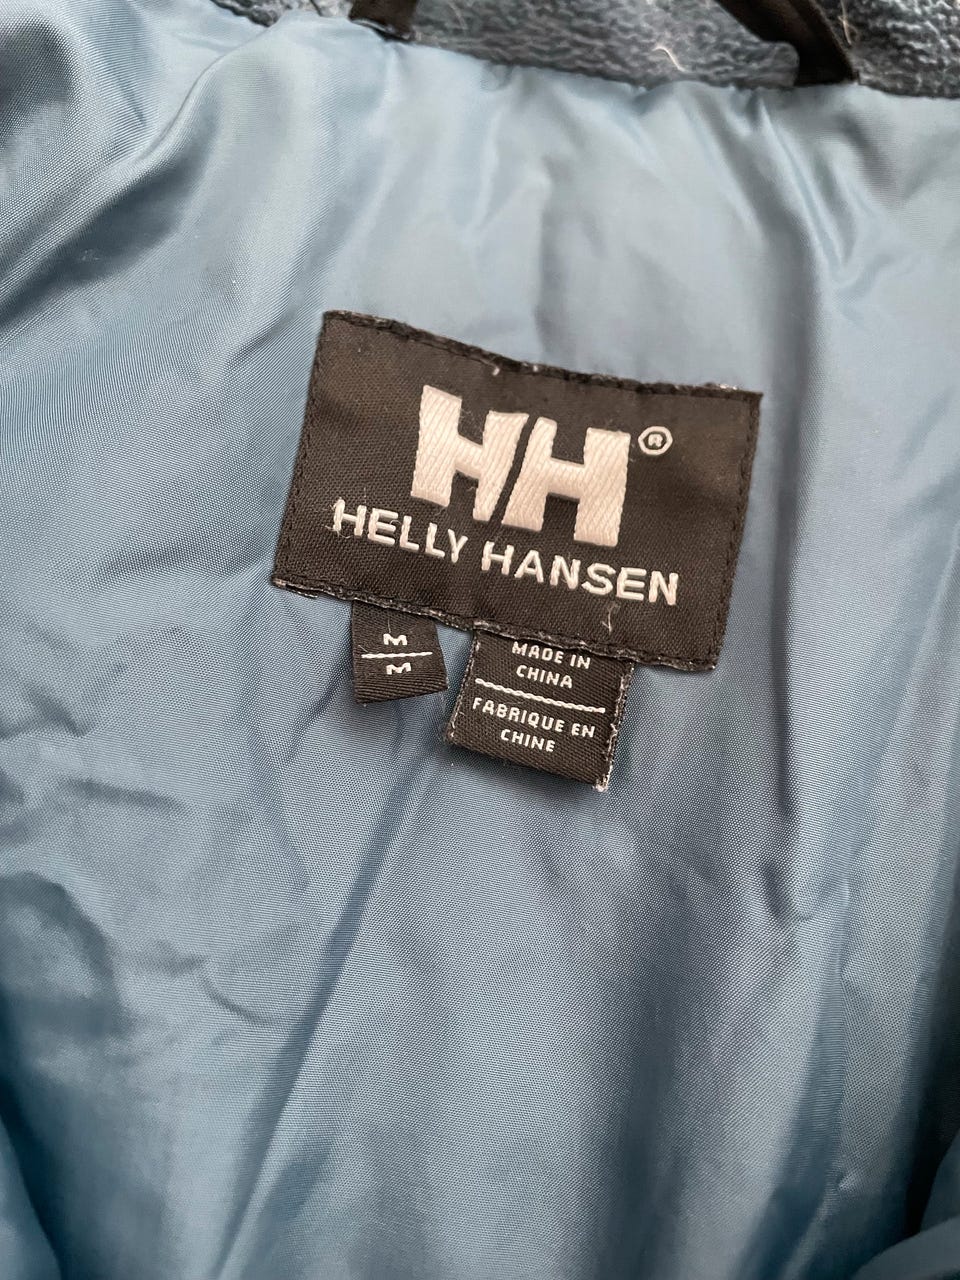 HH®
HELLY HANSEN
M
M
MADE IN
CHINA
FABRIQUE EN
CHINE